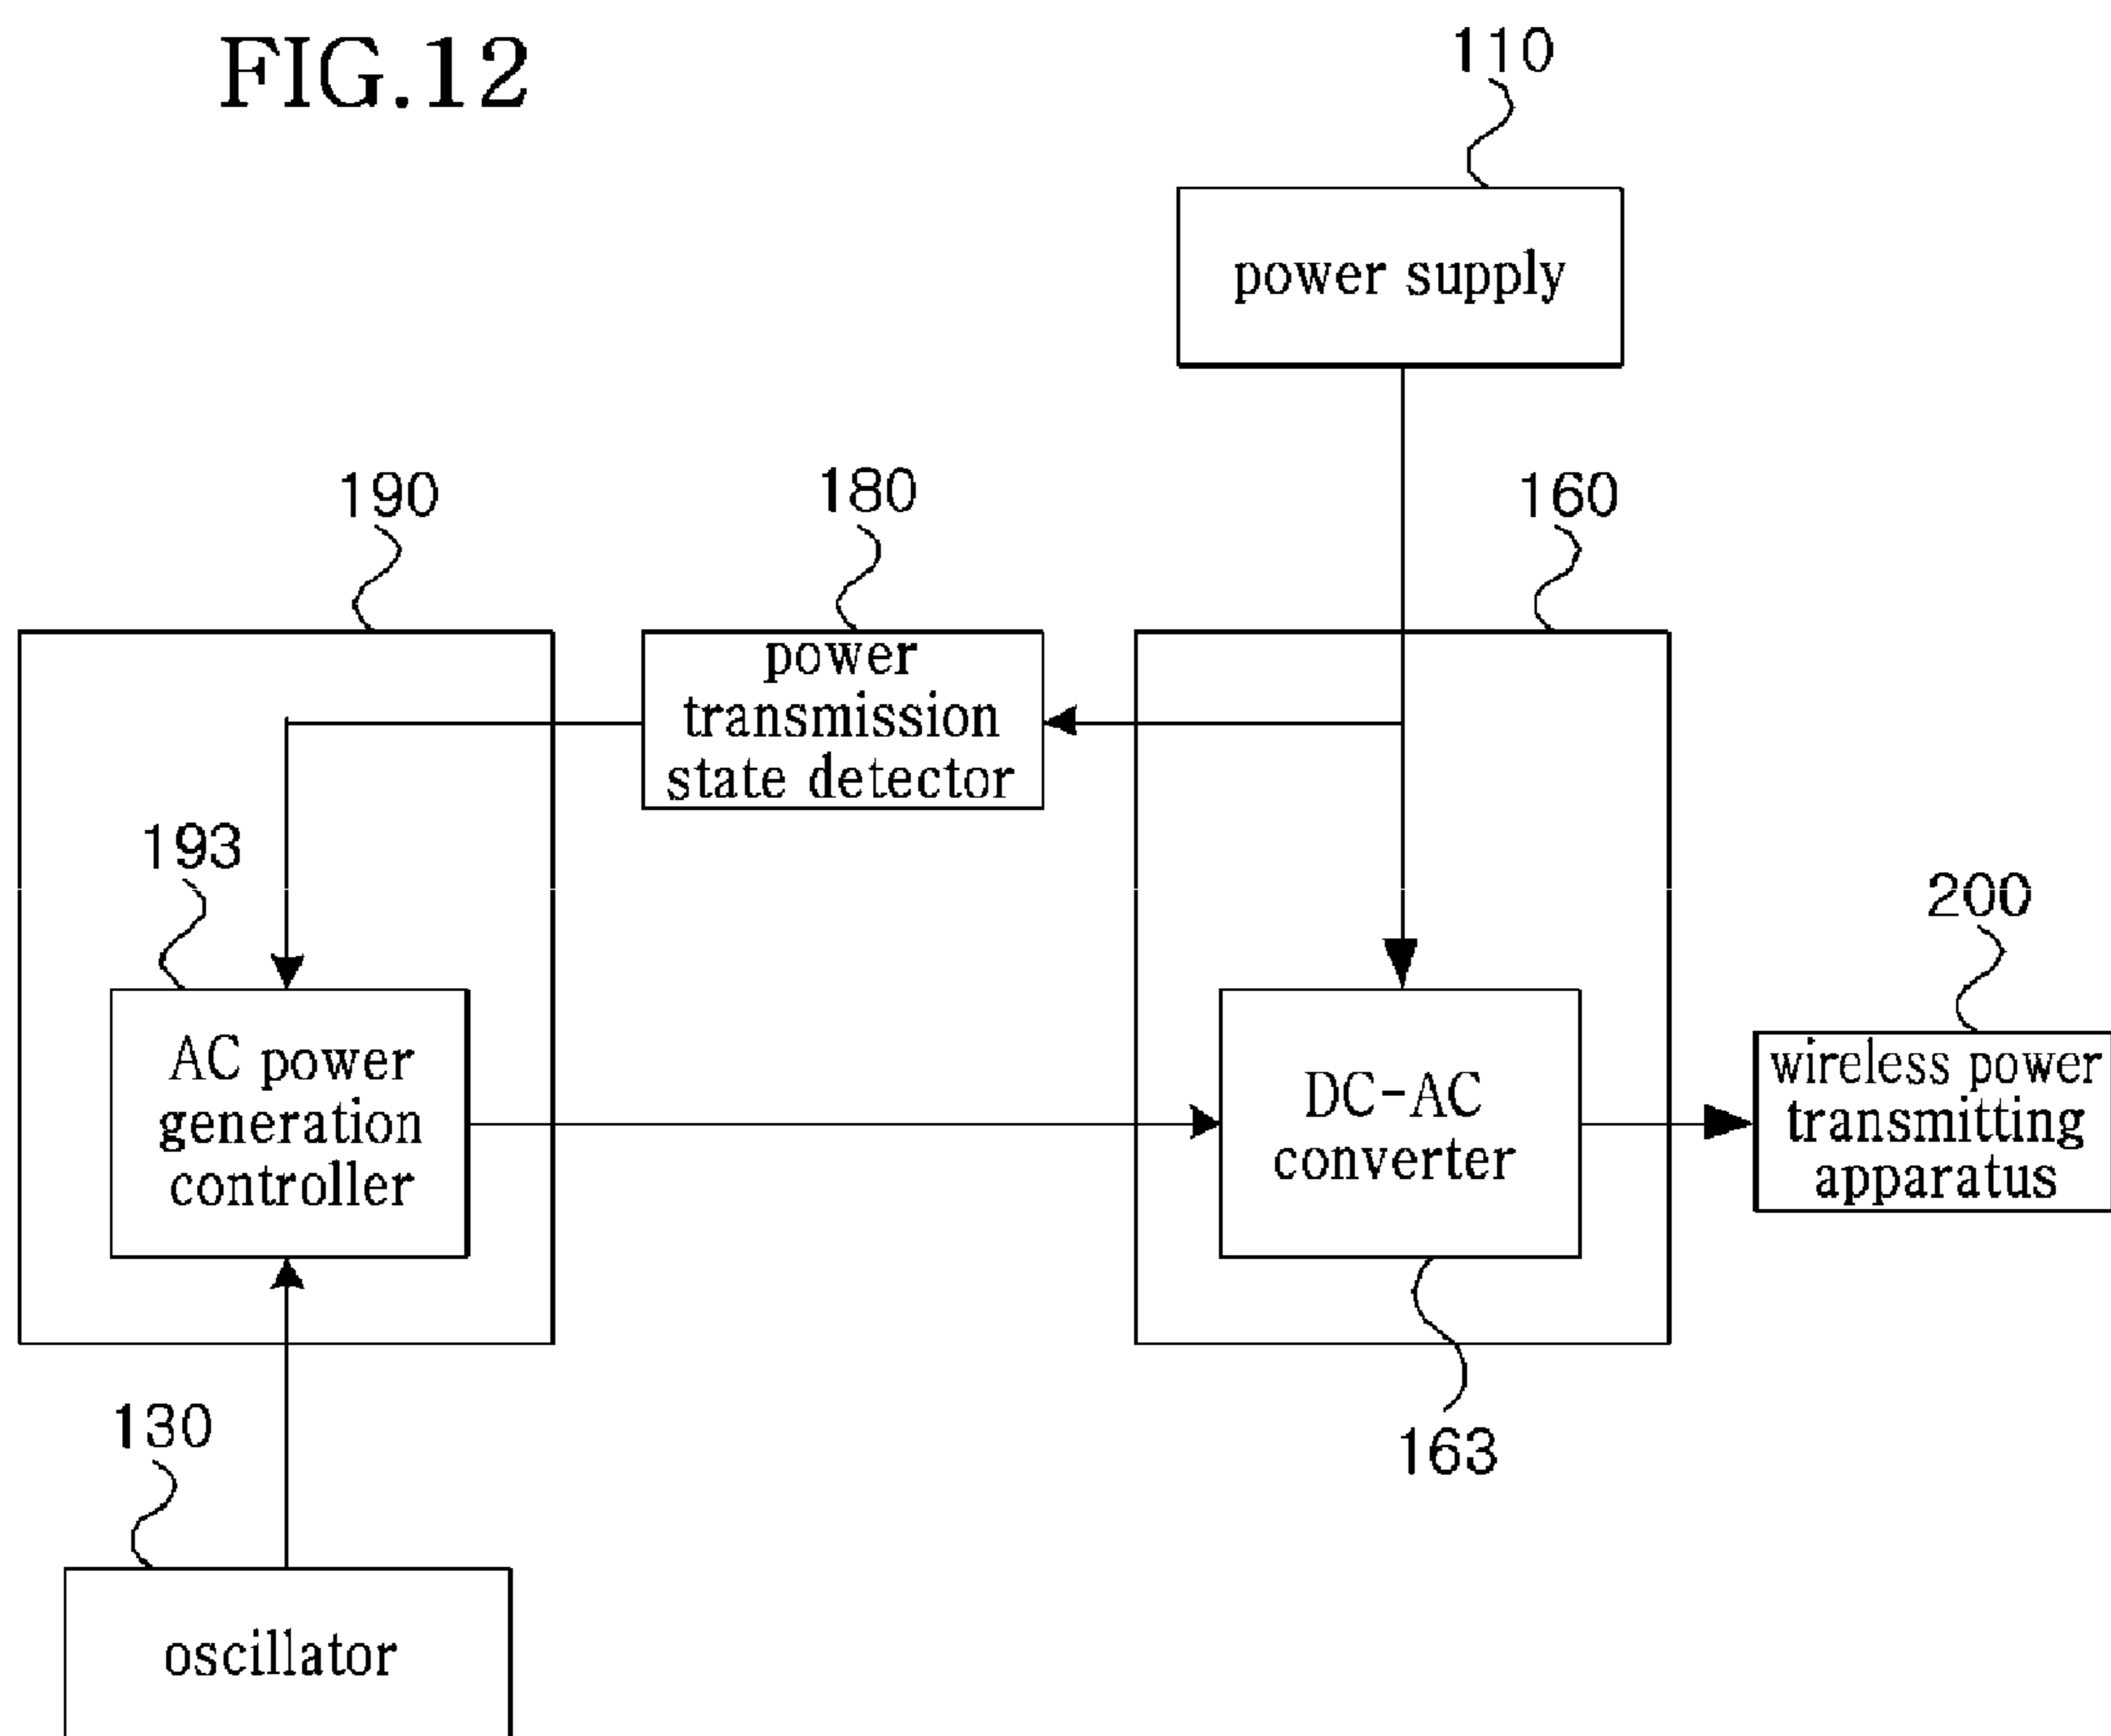 FIG.12
110
power supply
190
180
160
power
transmission
state detector
193
200
AC power
generation
controller
DC-AC
converter
wireless power
transmitting
apparatus
130
163
oscillator